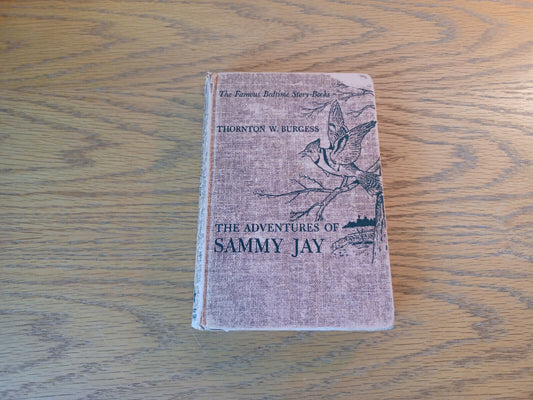 The Famous Bedtime Story-Books
THORNTON W. BURGESS
THE ADVENTURES OF
SAMMY JAY